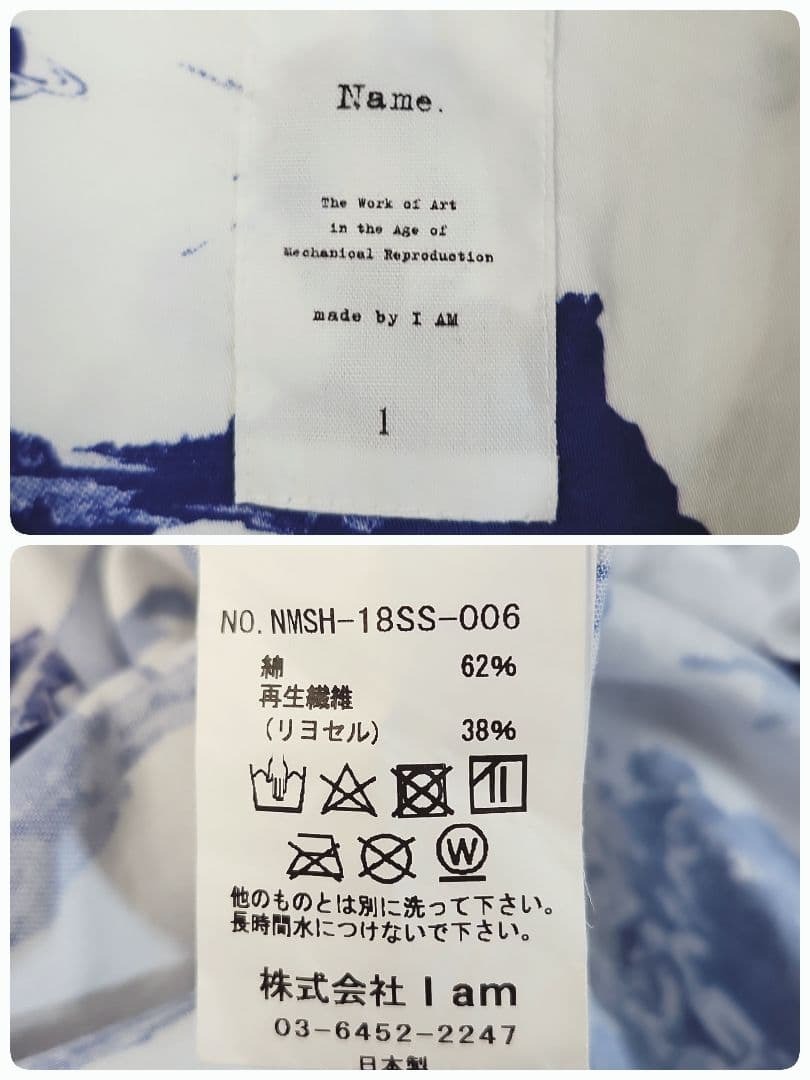 Name.
The Work of Art
in the Age of
Mechanical Reproduction
made by I AM
1
NO. NMSH-18SS-006
綿 62%
再生繊維
(リヨセル) 38%
W
他のものとは別に洗って下さい。
長時間水につけないで下さい。
株式会社 I am
03-6452-2247
日本製